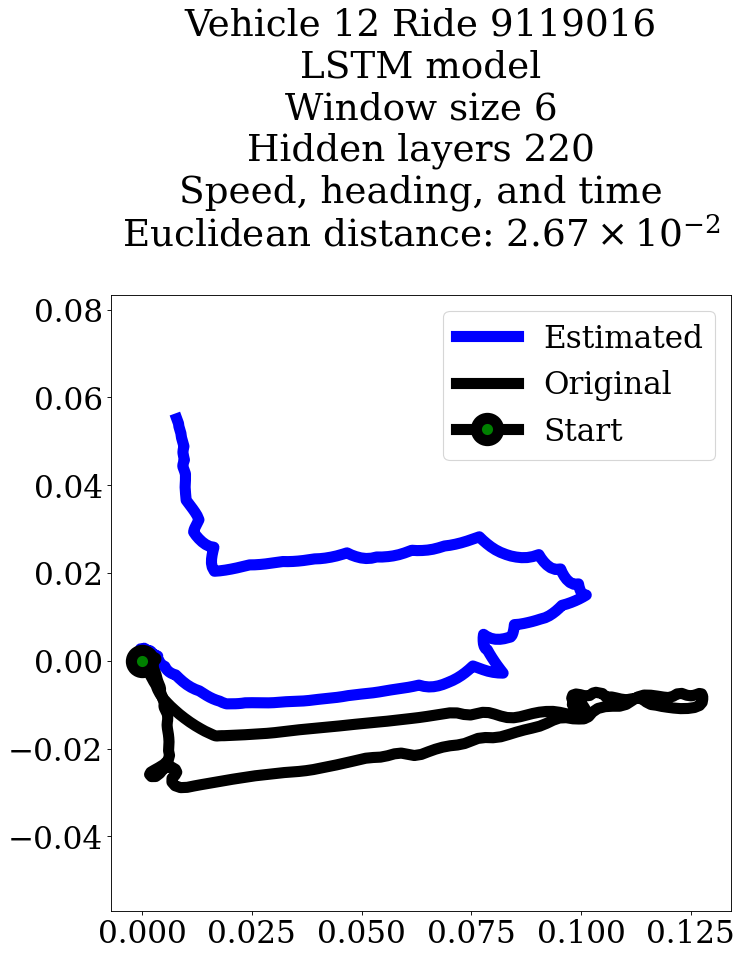 Vehicle 12 Ride 9119016
LSTM model
Window size 6
Hidden layers 220
Speed, heading, and time
Euclidean distance: 2.67 × 10⁻²
0.08
0.06
0.04
0.02
0.00
−0.02
−0.04
Estimated
Original
Start
0.000 0.025 0.050 0.075 0.100 0.125